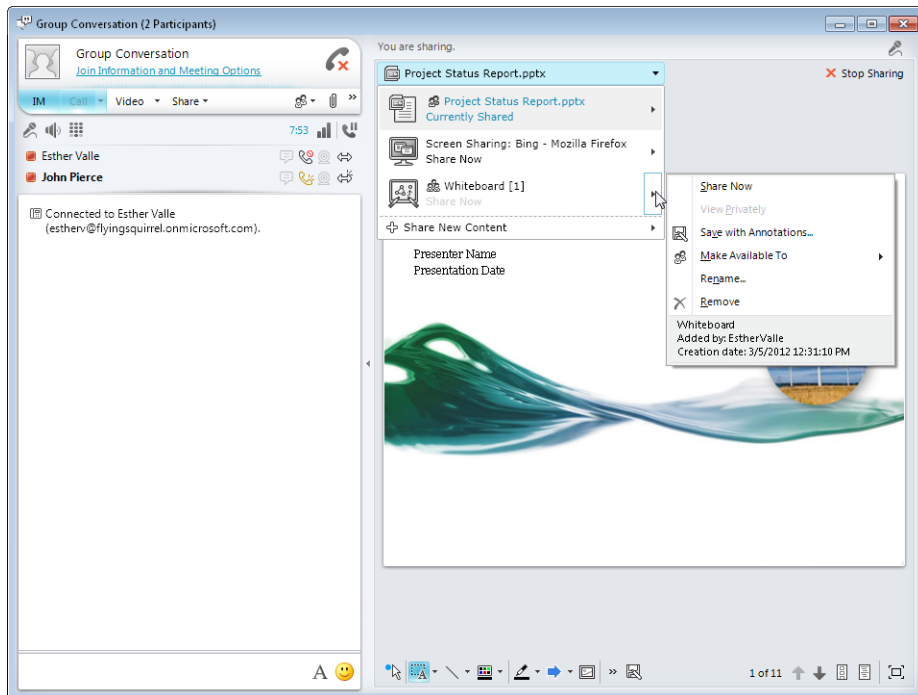 Group Conversation (2 Participants)
Group Conversation
Join Information and Meeting Options
IM Call Video Share
7:53
Esther Valle
John Pierce
Connected to Esther Valle
(estherv@flyingsquirrel.onmicrosoft.com).
A
You are sharing.
Project Status Report.pptx
Stop Sharing
Project Status Report.pptx
Currently Shared
Screen Sharing: Bing - Mozilla Firefox
Share Now
Whiteboard [1]
Share Now
Share New Content
Share Now
View Privately
Save with Annotations...
Make Available To
Rename...
Remove
Whiteboard
Added by: EstherValle
Creation date: 3/5/2012 12:31:10 PM
Presenter Name
Presentation Date
1 of 11